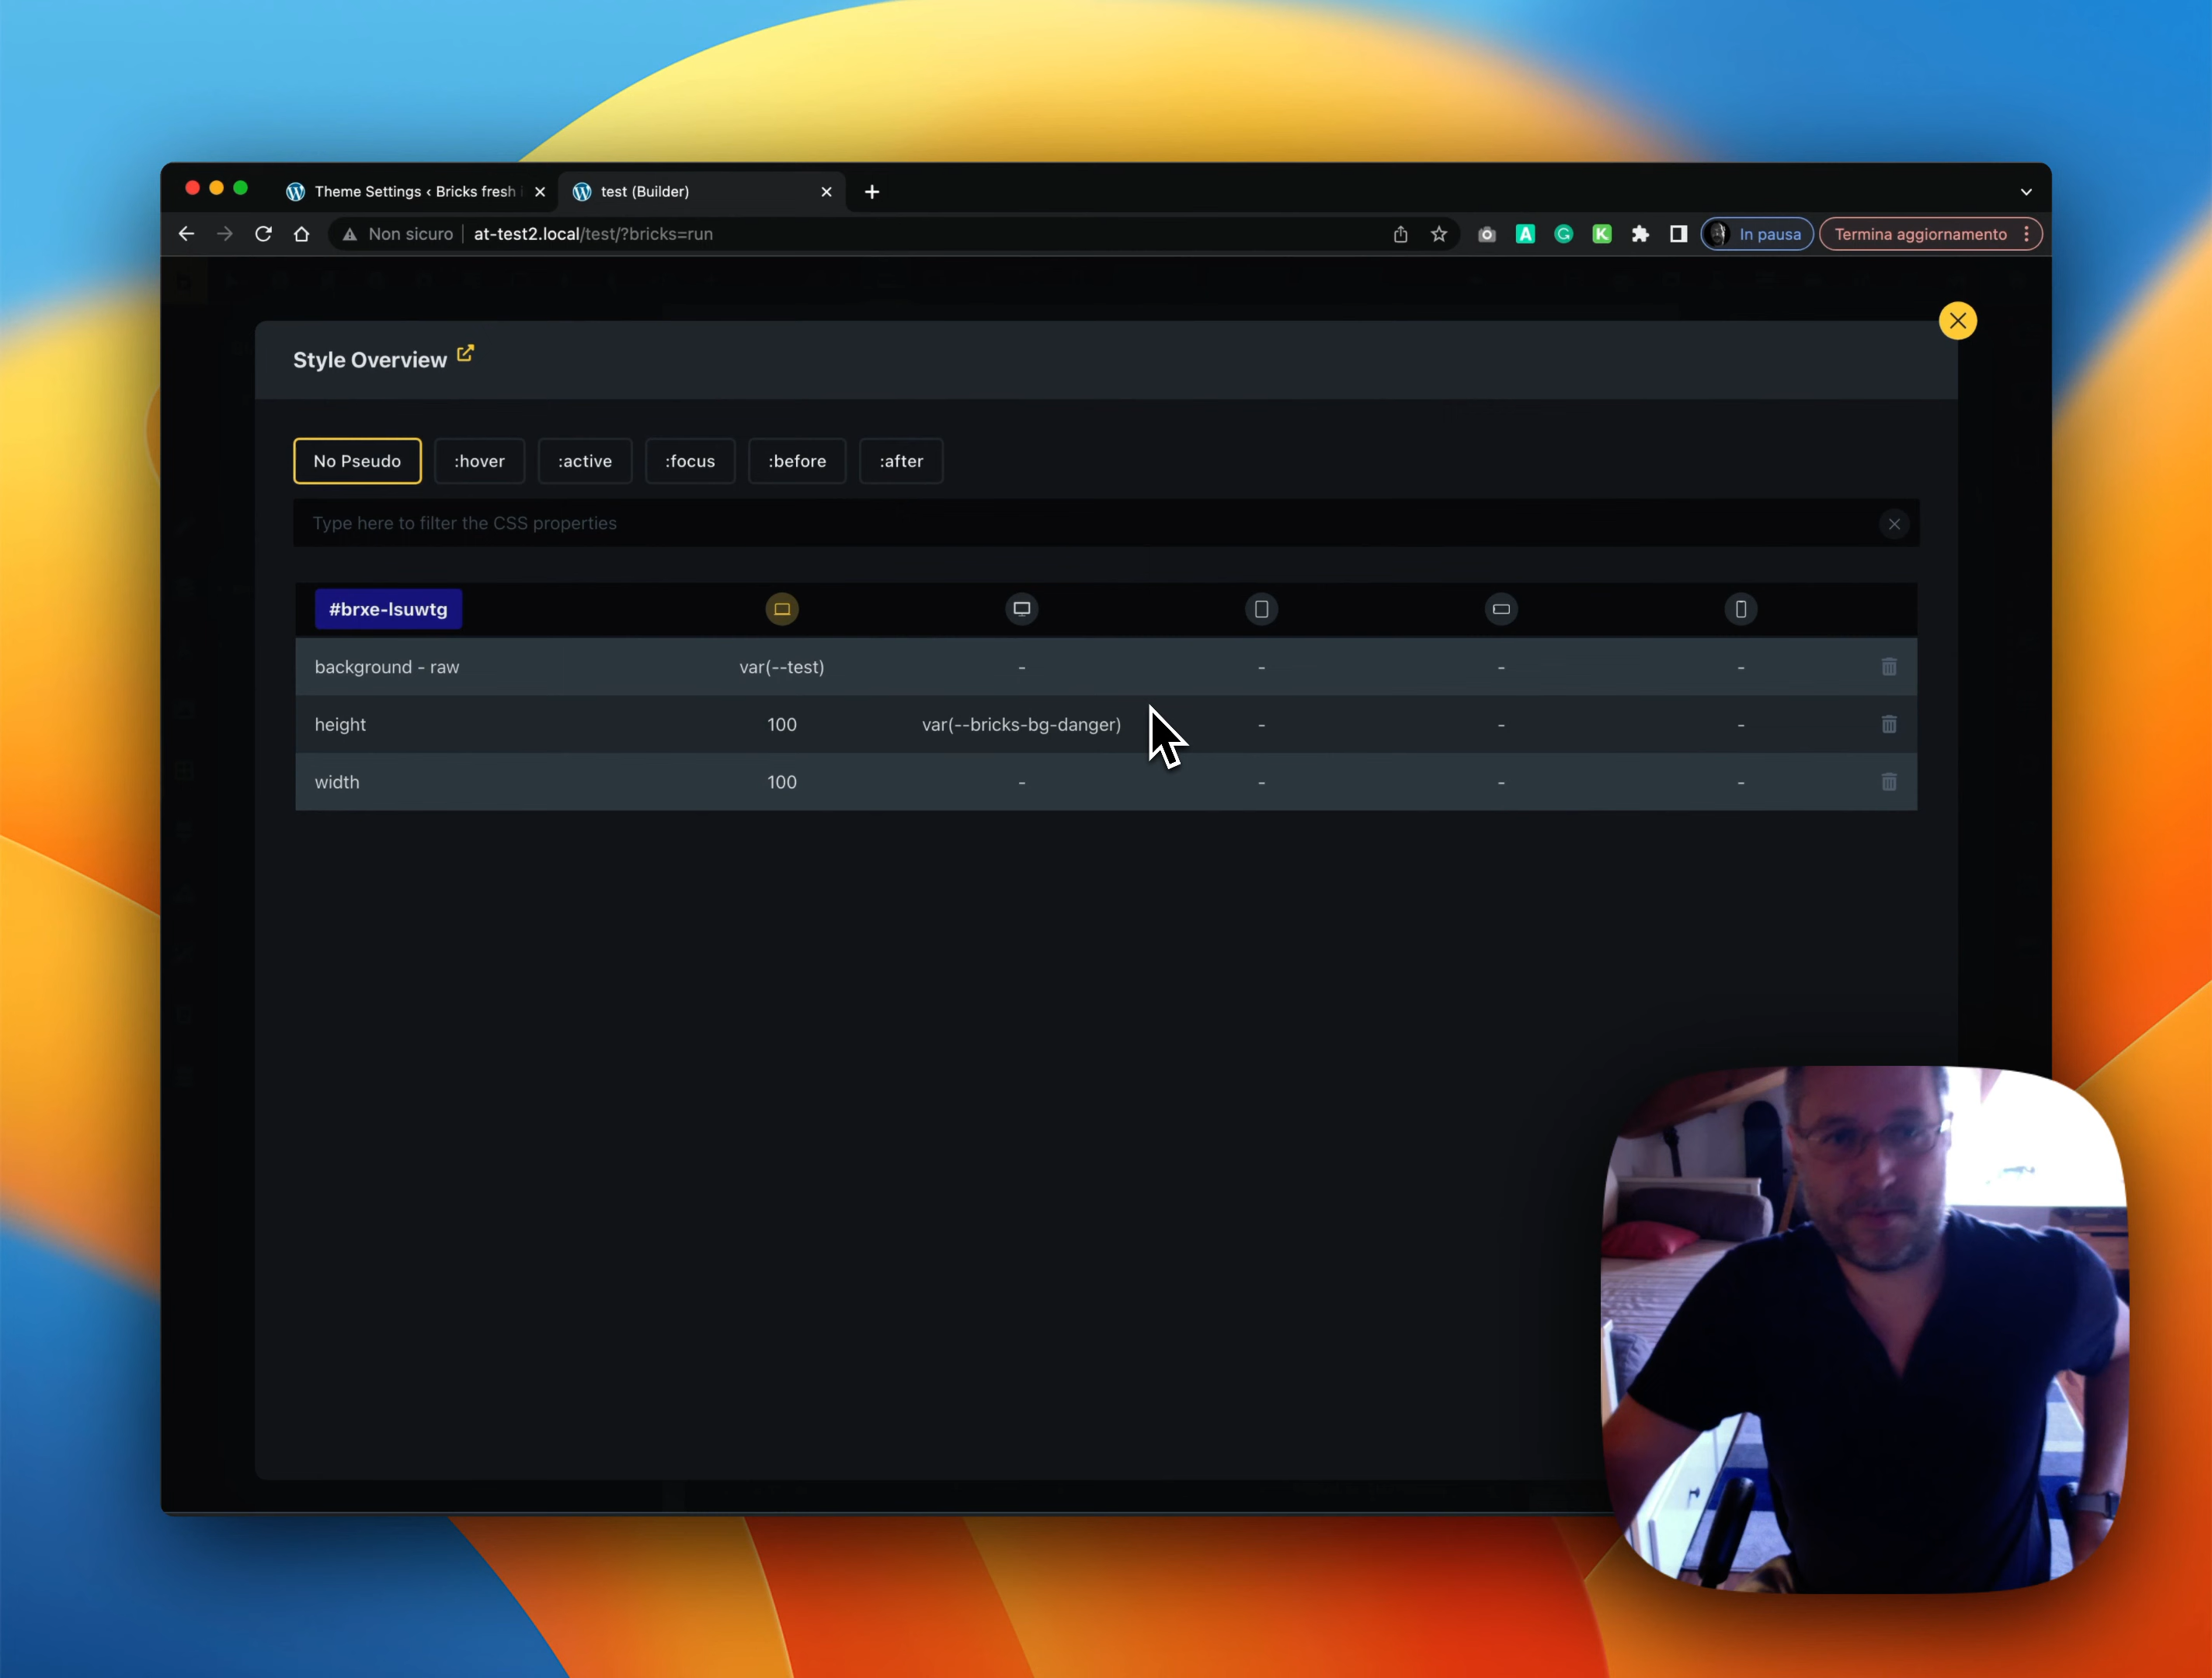 Theme Settings ‹ Bricks fresh i
test (Builder)
Non sicuro
at-test2.local/test/?bricks=run
In pausa
Termina aggiornamento
Style Overview
No Pseudo
:hover
:active
:focus
:before
:after
Type here to filter the CSS properties
#brxe-lsuwtg
background - raw var(--test) - - - -
height 100 var(--bricks-bg-danger) - - -
width 100 - - - -